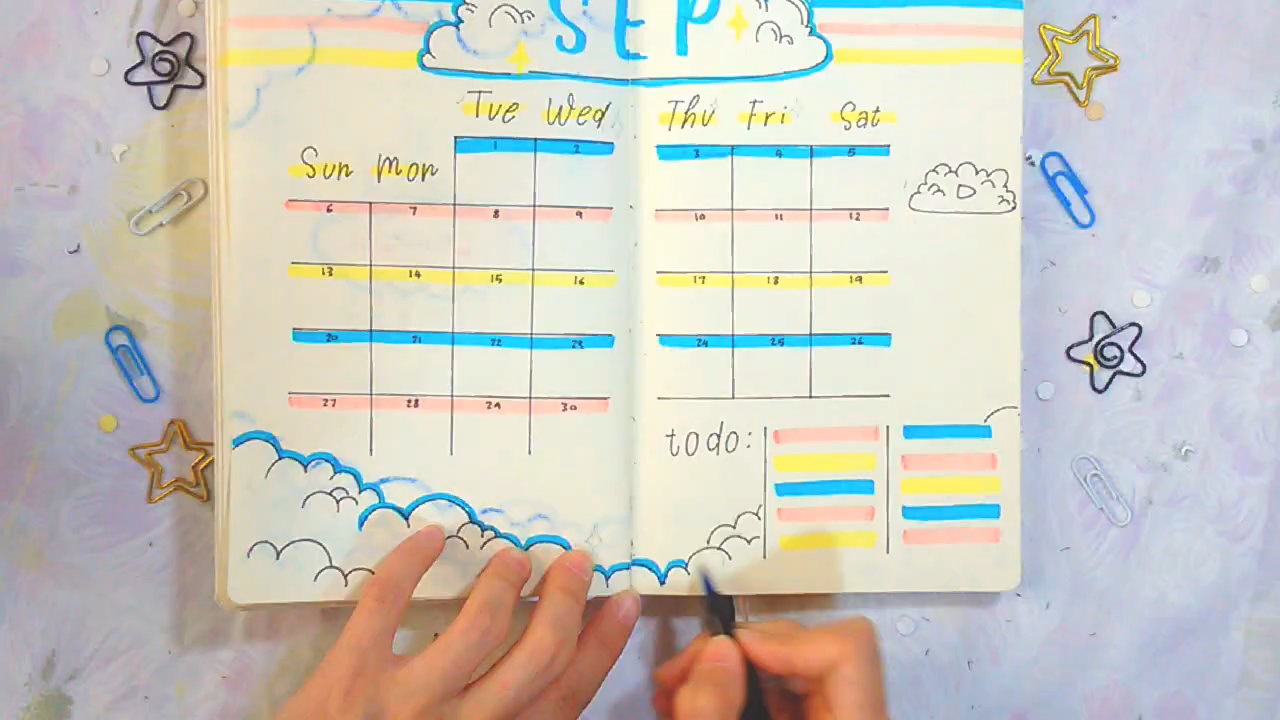 SEP
Tue Wed Thu Fri Sat
Sun Mon
1 2 3 4 5
6 7 8 9 10 11 12
13 14 15 16 17 18 19
20 21 22 23 24 25 26
27 28 29 30
todo: